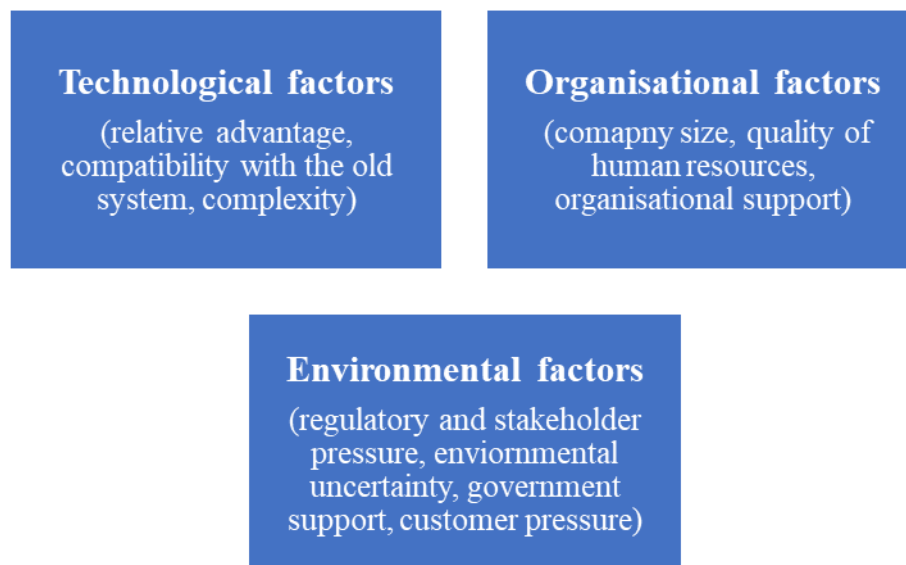 Technological factors
(relative advantage,
compatibility with the old
system, complexity)
Organisational factors
(comapny size, quality of
human resources,
organisational support)
Environmental factors
(regulatory and stakeholder
pressure, enviornmental
uncertainty, government
support, customer pressure)